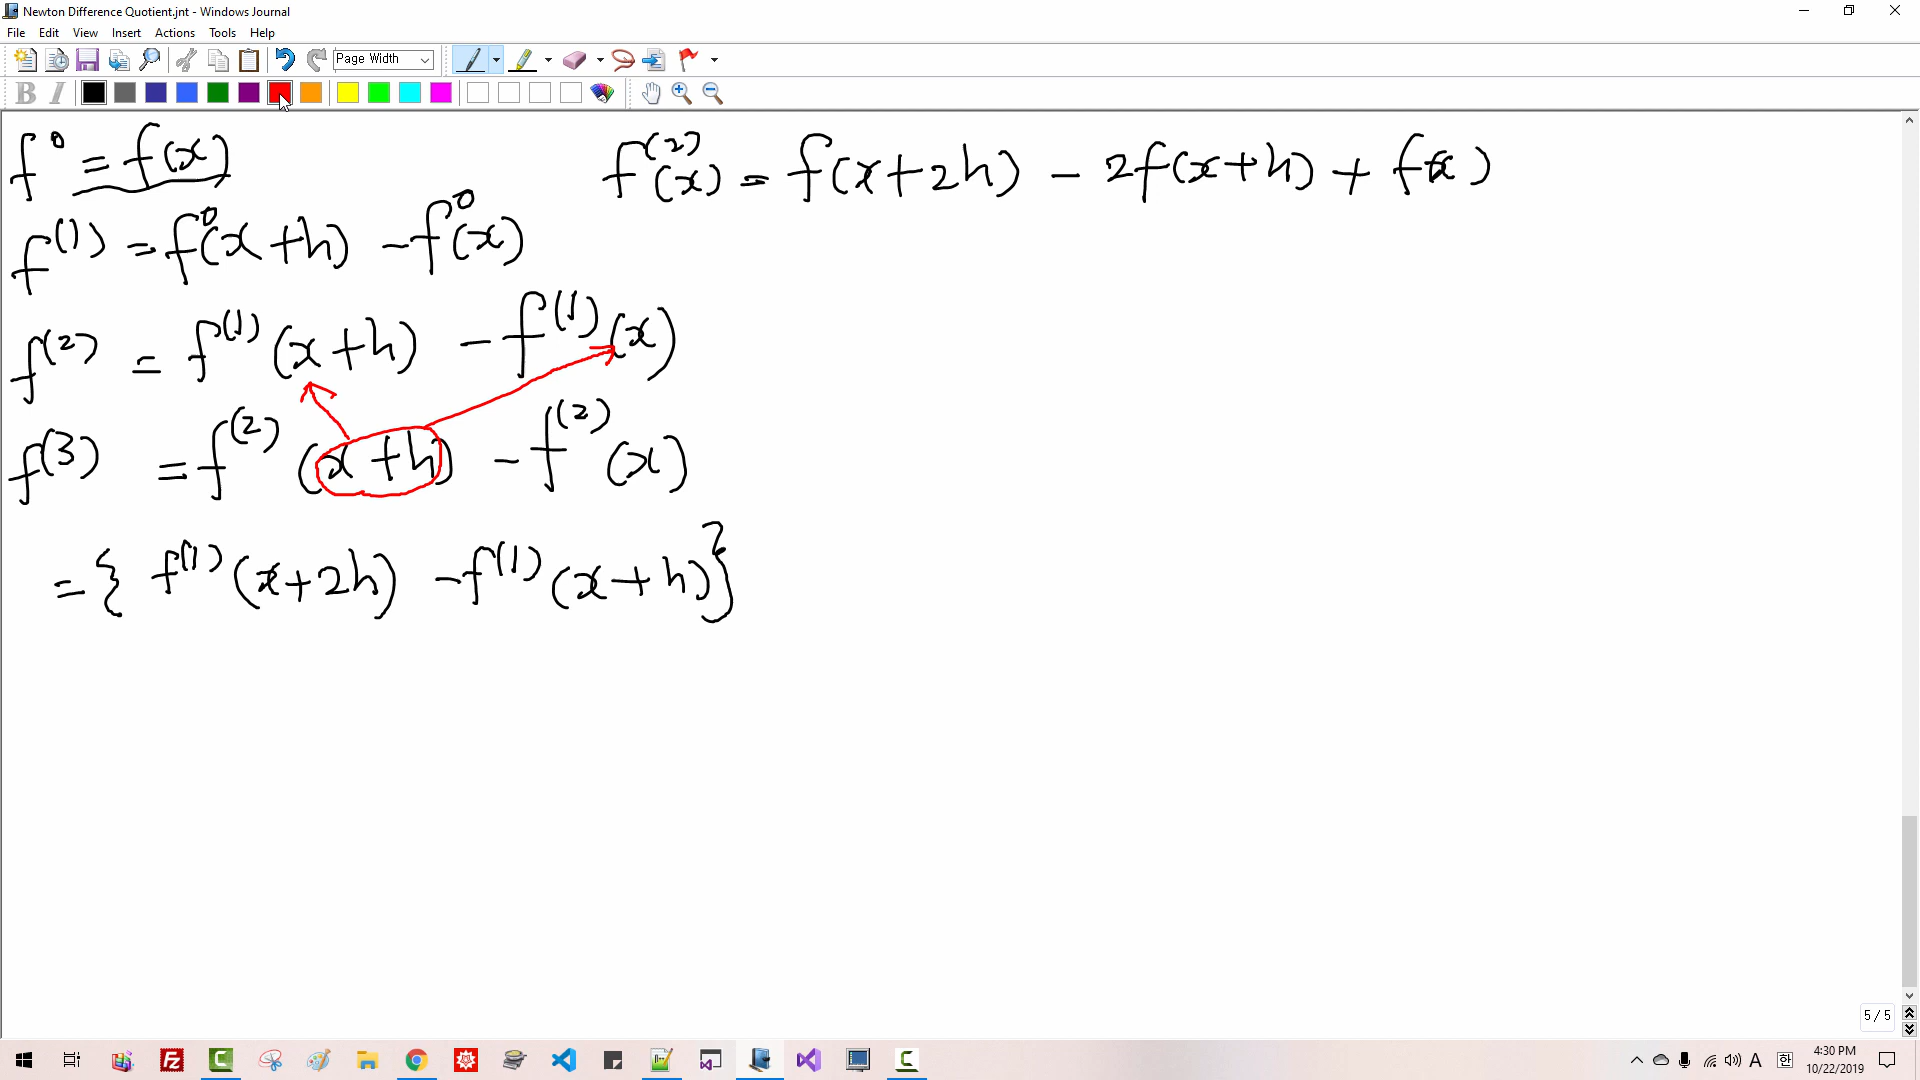 Newton Difference Quotient.jnt - Windows Journal
File Edit View Insert Actions Tools Help
Page Width
B I
f⁰ = f(x)
f⁽²⁾(x) = f(x+2h) - 2f(x+h) + f(x)
f⁽¹⁾ = f⁰(x+h) - f⁰(x)
f⁽²⁾ = f⁽¹⁾(x+h) - f⁽¹⁾(x)
f⁽³⁾ = f⁽²⁾(x+h) - f⁽²⁾(x)
= { f⁽¹⁾(x+2h) - f⁽¹⁾(x+h) }
5 / 5
A 한 4:30 PM
10/22/2019